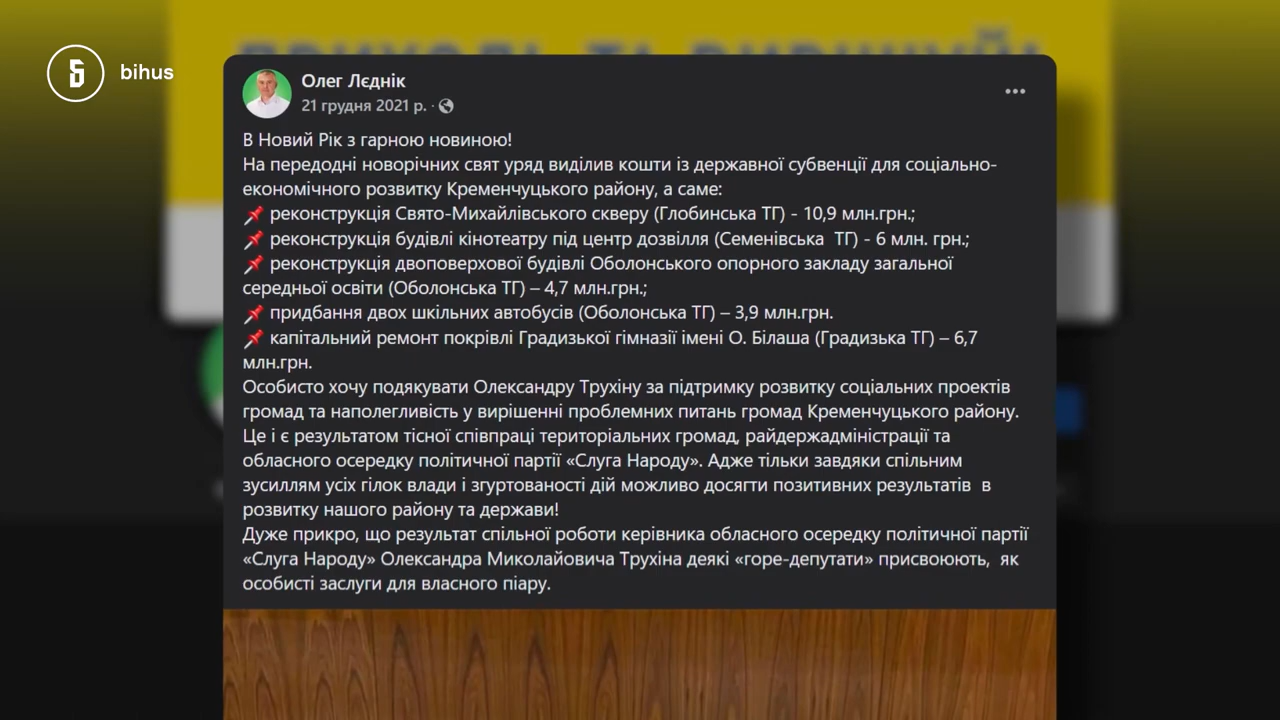 bihus
Олег Лєднік
21 грудня 2021 р. ·
В Новий Рік з гарною новиною!
На передодні новорічних свят уряд виділив кошти із державної субвенції для соціально-
економічного розвитку Кременчуцького району, а саме:
📌 реконструкція Свято-Михайлівського скверу (Глобинська ТГ) - 10,9 млн.грн.;
📌 реконструкція будівлі кінотеатру під центр дозвілля (Семенівська  ТГ) - 6 млн. грн.;
📌 реконструкція двоповерхової будівлі Оболонського опорного закладу загальної
середньої освіти (Оболонська ТГ) – 4,7 млн.грн.;
📌 придбання двох шкільних автобусів (Оболонська ТГ) – 3,9 млн.грн.
📌 капітальний ремонт покрівлі Градизької гімназії імені О. Білаша (Градизька ТГ) – 6,7
млн.грн.
Особисто хочу подякувати Олександру Трухіну за підтримку розвитку соціальних проектів
громад та наполегливість у вирішенні проблемних питань громад Кременчуцького району.
Це і є результатом тісної співпраці територіальних громад, райдержадміністрації та
обласного осередку політичної партії «Слуга Народу». Адже тільки завдяки спільним
зусиллям усіх гілок влади і згуртованості дій можливо досягти позитивних результатів  в
розвитку нашого району та держави!
Дуже прикро, що результат спільної роботи керівника обласного осередку політичної партії
«Слуга Народу» Олександра Миколайовича Трухіна деякі «горе-депутати» присвоюють,  як
особисті заслуги для власного піару.